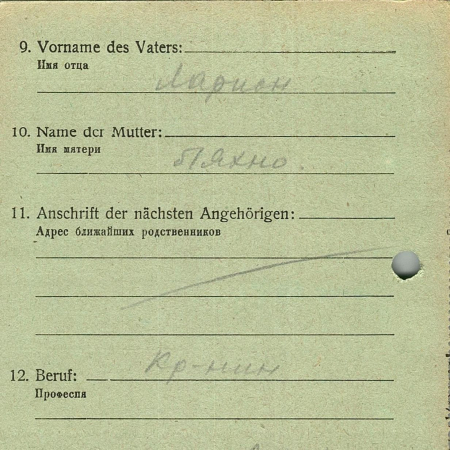 9. Vorname des Vaters:
Имя отца
Ларион
10. Name der Mutter:
Имя матери
Пяхно.
11. Anschrift der nächsten Angehörigen:
Адрес ближайших родственников
12. Beruf:
Кр-нин
Професпя